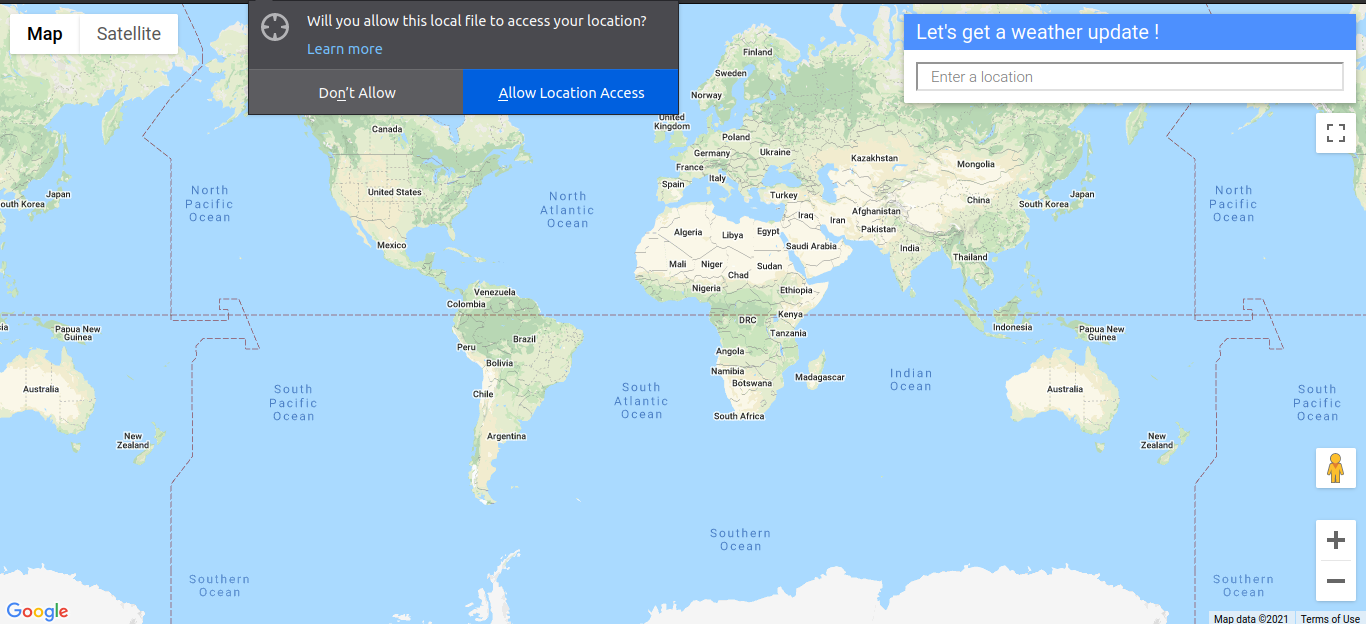 Map
Satellite
Will you allow this local file to access your location?
Learn more
Don't Allow
Allow Location Access
Let's get a weather update !
Enter a location
Finland
Sweden
Norway
United
Kingdom
Canada
Poland
Germany
Ukraine
France
Kazakhstan
Mongolia
Italy
Spain
United States
Turkey
Japan
outh Korea
North
Pacific
Ocean
North
Atlantic
Ocean
Iraq
Iran
Afghanistan
Pakistan
China
South Korea
Japan
North
Pacific
Ocean
Mexico
Algeria
Libya
Egypt
Saudi Arabia
India
Thailand
Mali
Niger
Chad
Sudan
Nigeria
Ethiopia
Venezuela
Colombia
DRC
Kenya
Tanzania
Indonesia
Papua New
Guinea
sia
Papua New
Guinea
Peru
Brazil
Bolivia
Angola
Namibia
Botswana
Madagascar
Indian
Ocean
Australia
Australia
South
Pacific
Ocean
Chile
South
Atlantic
Ocean
South Africa
South
Pacific
Ocean
New
Zealand
Argentina
New
Zealand
Southern
Ocean
Southern
Ocean
Southern
Ocean
Google
Map data ©2021
Terms of Use